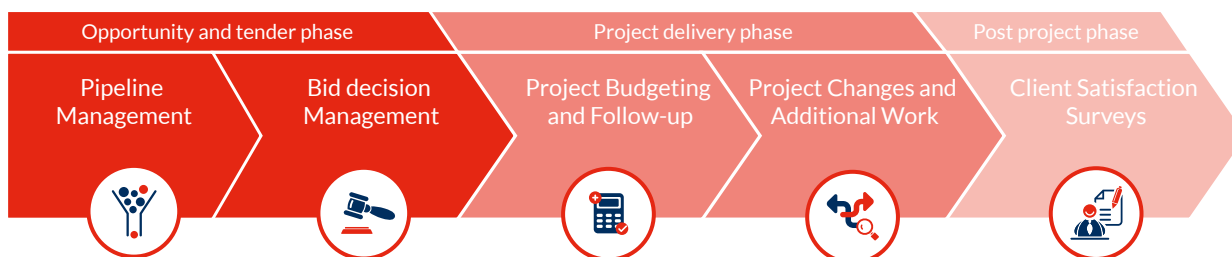 Opportunity and tender phase
Project delivery phase
Post project phase
Pipeline
Management
Bid decision
Management
Project Budgeting
and Follow-up
Project Changes and
Additional Work
Client Satisfaction
Surveys